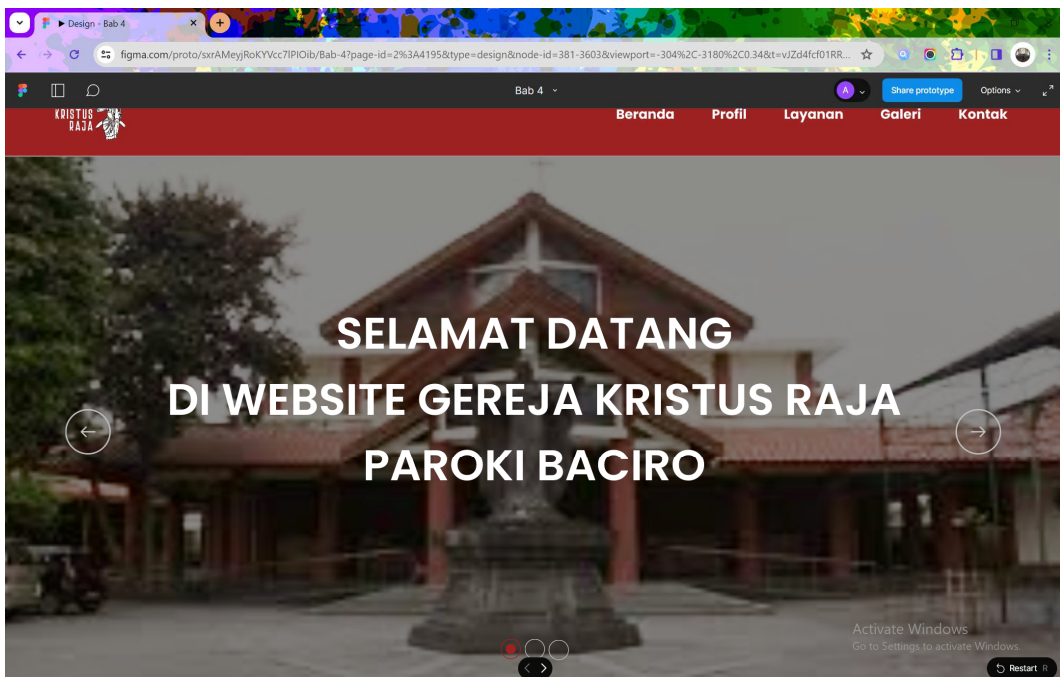 Design - Bab 4
figma.com/proto/sxrAMeyjRoKYVcc7lPIOib/Bab-4?page-id=2%3A4195&type=design&node-id=381-3603&viewport=-304%2C-3180%2C0.34&t=vJZd4fcf01RR...
Bab 4
A
Share prototype
Options
KRISTUS
RAJA
Beranda Profil Layanan Galeri Kontak
SELAMAT DATANG
DI WEBSITE GEREJA KRISTUS RAJA
PAROKI BACIRO
Activate Windows
Go to Settings to activate Windows.
Restart R